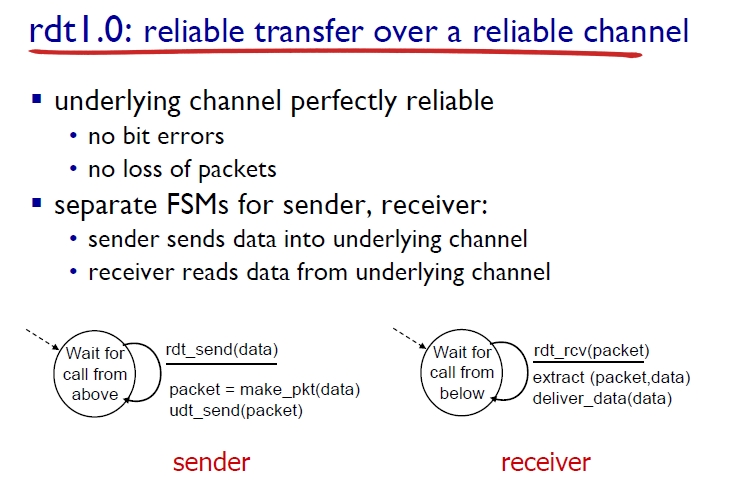 rdt1.0: reliable transfer over a reliable channel
▪ underlying channel perfectly reliable
• no bit errors
• no loss of packets
▪ separate FSMs for sender, receiver:
• sender sends data into underlying channel
• receiver reads data from underlying channel
Wait for
call from
above
rdt_send(data)
packet = make_pkt(data)
udt_send(packet)
sender
Wait for
call from
below
rdt_rcv(packet)
extract (packet,data)
deliver_data(data)
receiver